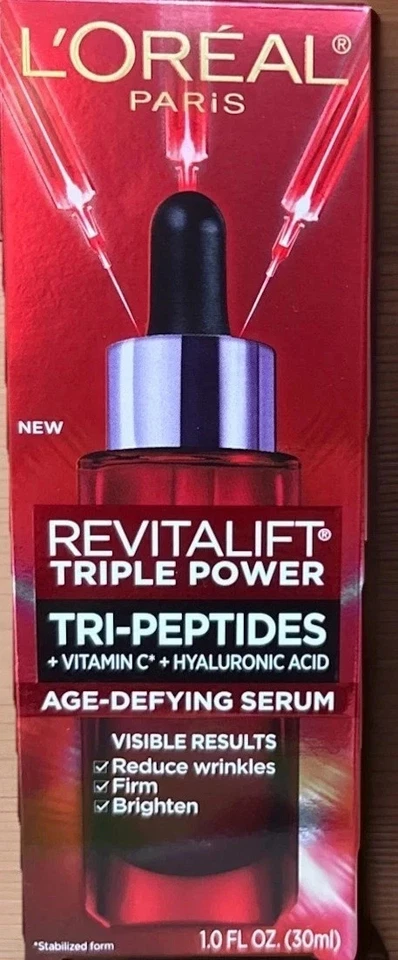 L'ORÉAL®
PARiS
NEW
REVITALIFT®
TRIPLE POWER
TRI-PEPTIDES
+ VITAMIN C* + HYALURONIC ACID
AGE-DEFYING SERUM
VISIBLE RESULTS
Reduce wrinkles
Firm
Brighten
*Stabilized form
1.0 FL OZ. (30ml)